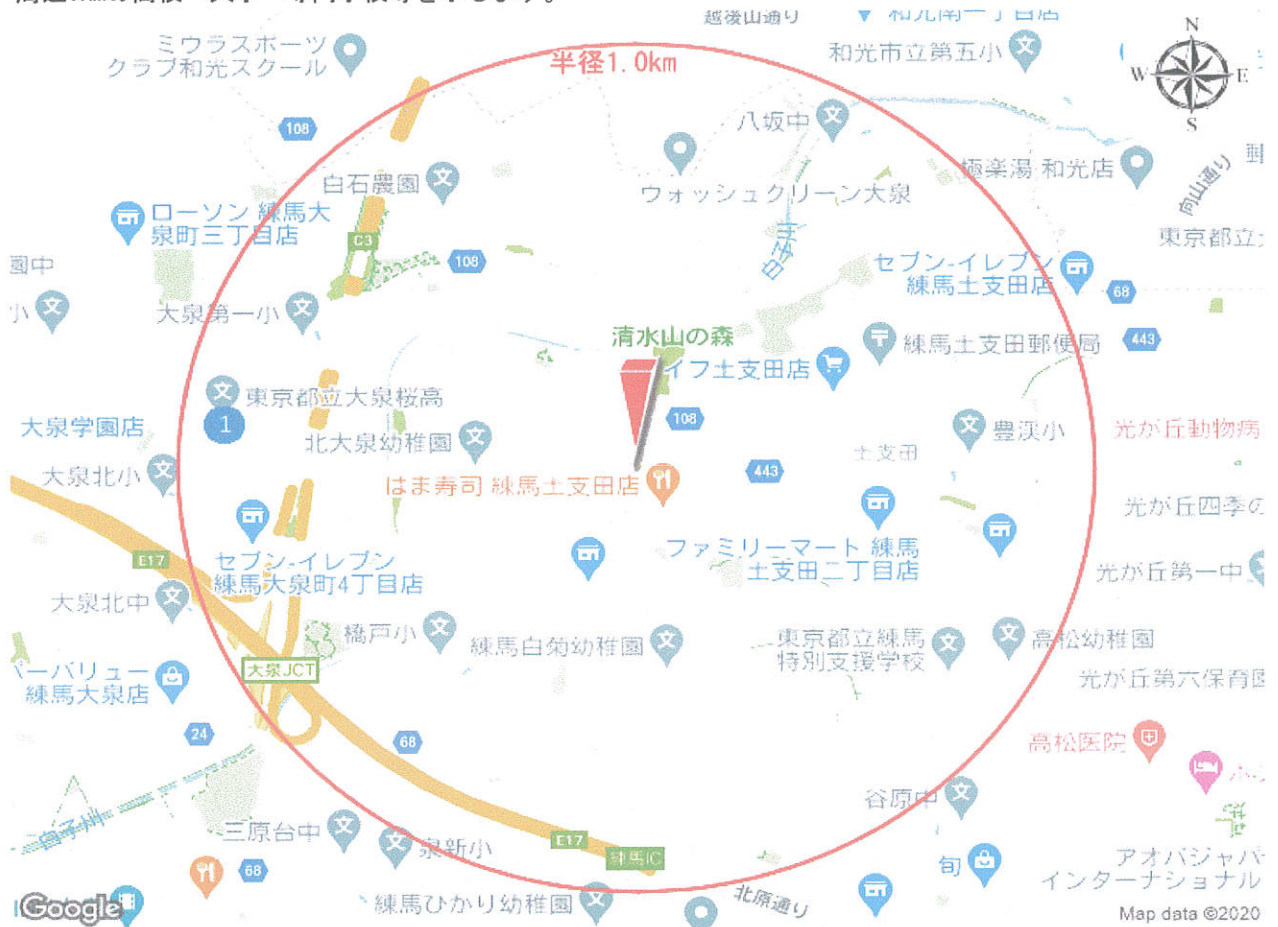 越後山通り
和光南一丁目店
ミウラスポーツ
クラブ和光スクール
半径1.0km
和光市立第五小
N
W
E
S
108
八坂中
白石農園
ウォッシュクリーン大泉
極楽湯 和光店
向山通り
ローソン 練馬大
泉町三丁目店
C3
108
白子川
東京都立
園中
セブン-イレブン
練馬土支田店
68
小
大泉第一小
清水山の森
練馬土支田郵便局
443
イフ土支田店
東京都立大泉桜高
1
108
大泉学園店
北大泉幼稚園
豊渓小
光が丘動物病
土支田
大泉北小
はま寿司 練馬土支田店
443
光が丘四季の
E17
セブン-イレブン
練馬大泉町4丁目店
ファミリーマート 練馬
土支田二丁目店
光が丘第一中
大泉北中
橋戸小
練馬白菊幼稚園
東京都立練馬
特別支援学校
高松幼稚園
大泉JCT
パーバリュー
練馬大泉店
光が丘第六保育園
24
68
高松医院
谷原中
白子川
三原台中
泉新小
E17
練馬IC
68
旬
アオバジャパ
インターナショナル
練馬ひかり幼稚園
北原通り
Google
Map data ©2020